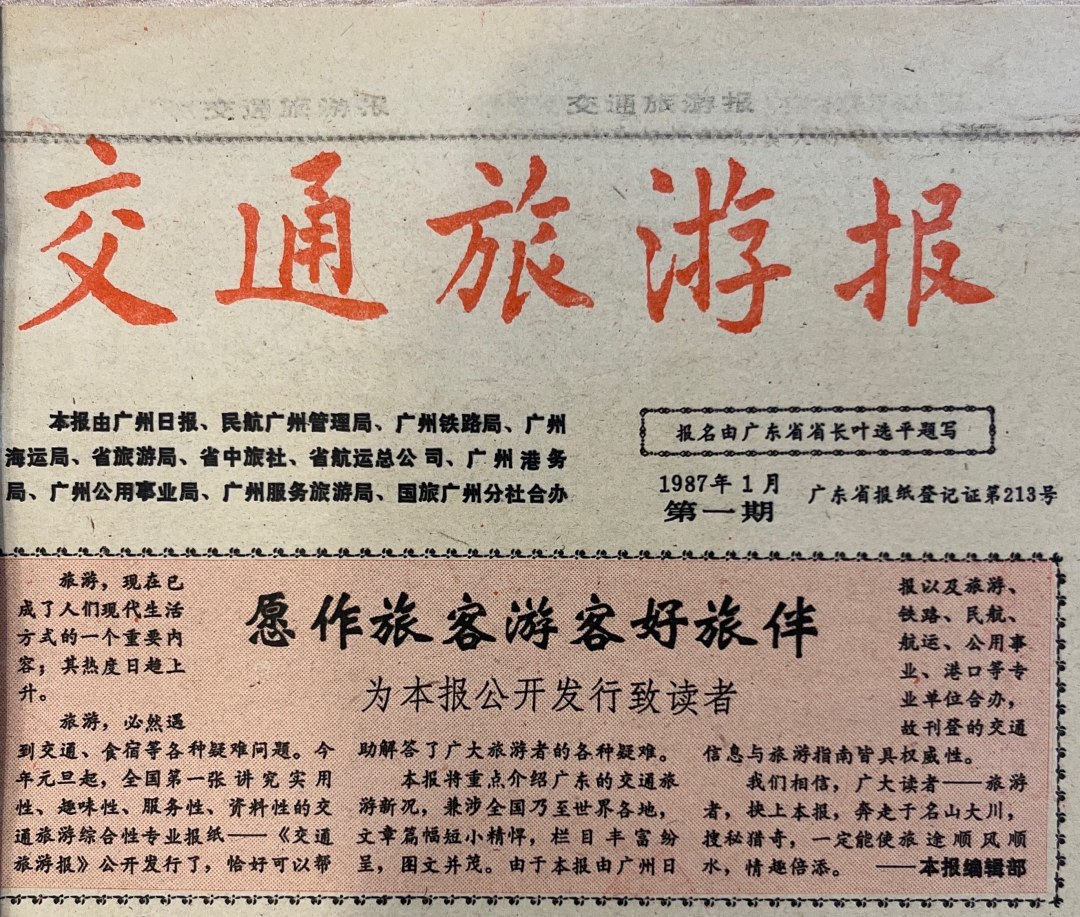 交通旅游报
交通旅游报
交通旅游报
本报由广州日报、民航广州管理局、广州铁路局、广州
海运局、省旅游局、省中旅社、省航运总公司、广州港务
局、广州公用事业局、广州服务旅游局、国旅广州分社合办
报名由广东省省长叶选平题写
1987年1月
第一期
广东省报纸登记证第213号
愿作旅客游客好旅伴
为本报公开发行致读者
旅游，现在已
成了人们现代生活
方式的一个重要内
容；其热度日趋上
升。
旅游，必然遇
到交通、食宿等各种疑难问题。今
年元旦起，全国第一张讲究实用
性、趣味性、服务性、资料性的交
通旅游综合性专业报纸——《交通
旅游报》公开发行了，恰好可以帮
助解答了广大旅游者的各种疑难。
本报将重点介绍广东的交通旅
游新况，兼涉全国乃至世界各地，
文章篇幅短小精悍，栏目丰富纷
呈，图文并茂。由于本报由广州日
报以及旅游、
铁路、民航、
航运、公用事
业、港口等专
业单位合办，
故刊登的交通
信息与旅游指南皆具权威性。
我们相信，广大读者——旅游
者，挟上本报，奔走于名山大川，
搜秘猎奇，一定能使旅途顺风顺
水，情趣倍添。 ——本报编辑部